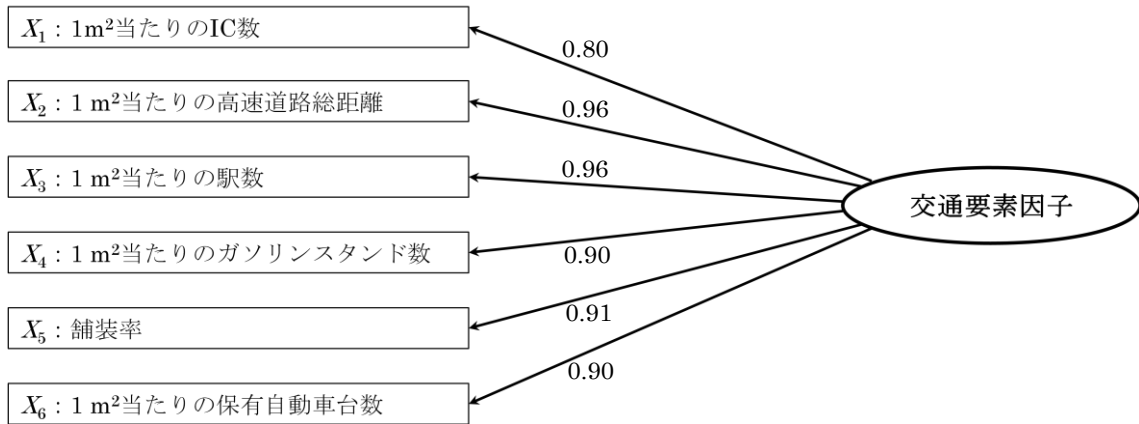 X₁：1m²当たりのIC数
0.80
X₂：1 m²当たりの高速道路総距離
0.96
X₃：1 m²当たりの駅数
0.96
交通要素因子
X₄：1 m²当たりのガソリンスタンド数
0.90
X₅：舗装率
0.91
X₆：1 m²当たりの保有自動車台数
0.90